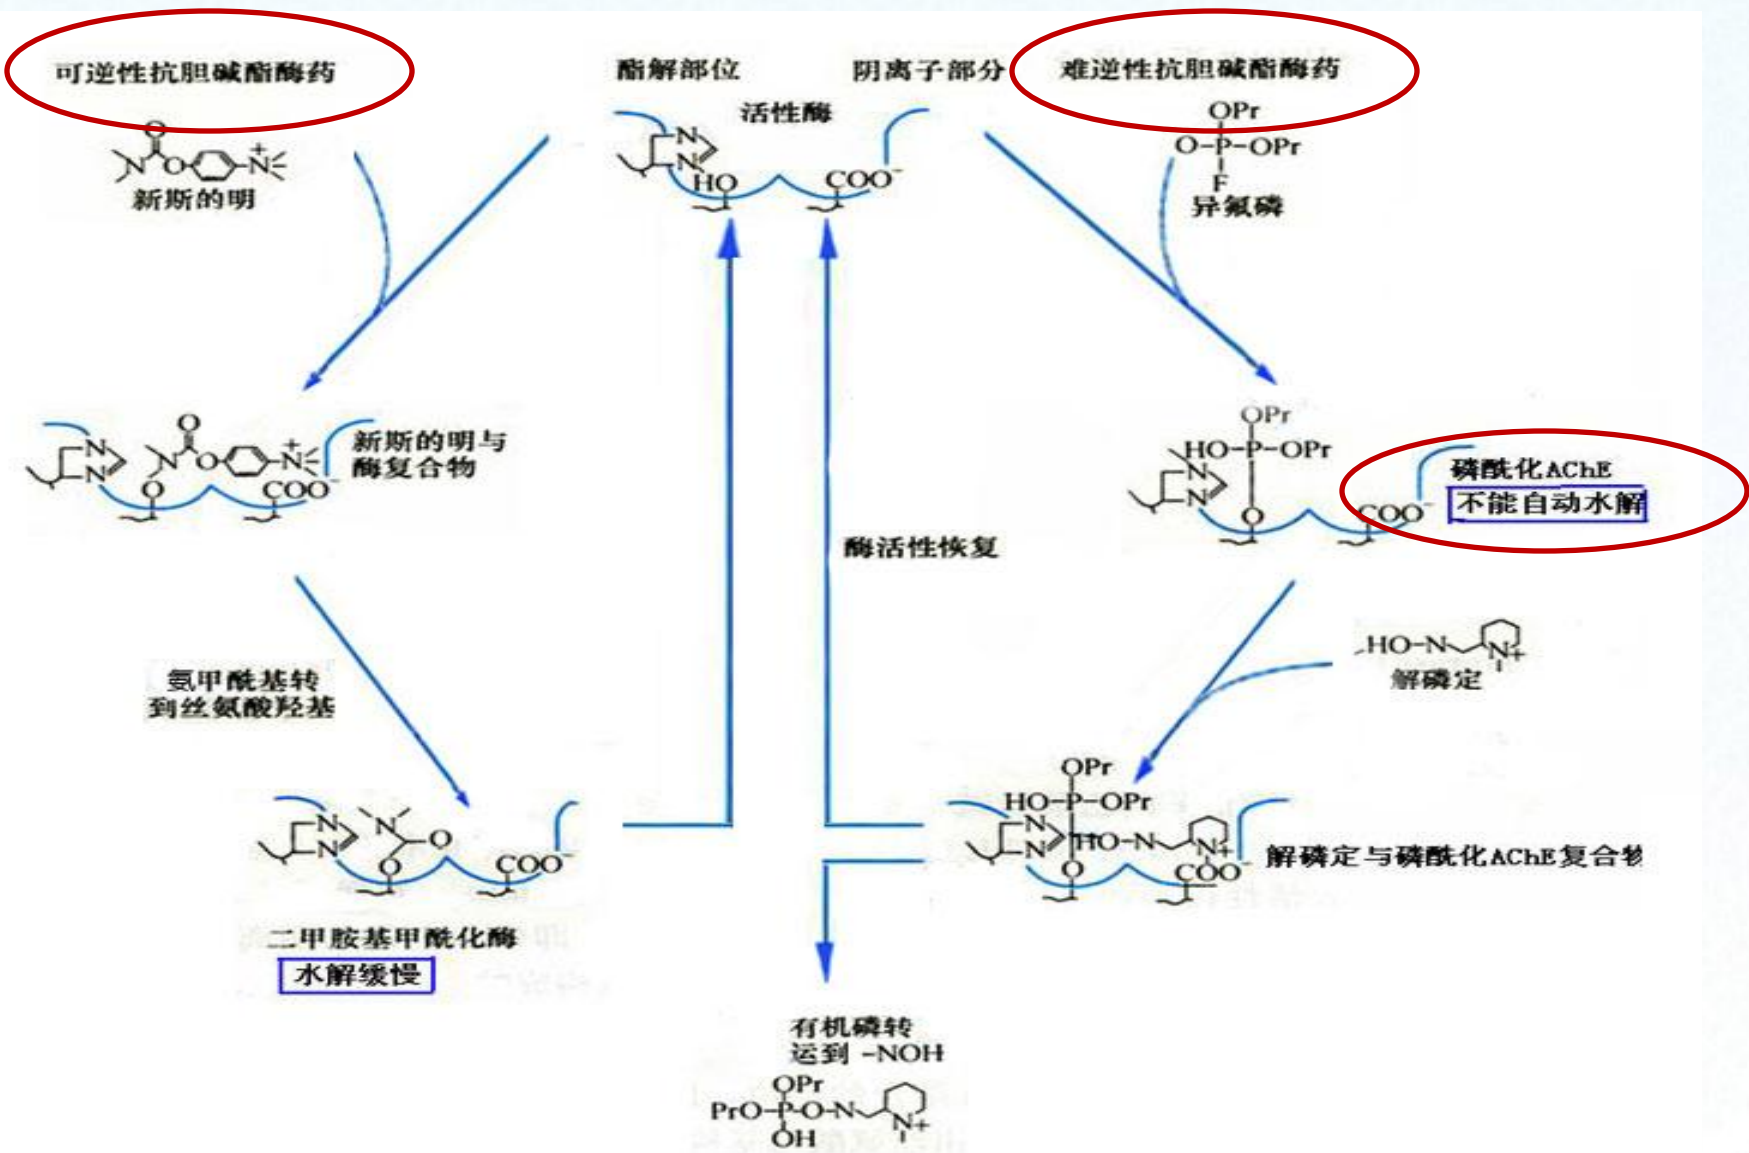 可逆性抗胆碱酯酶药
酯解部位
阴离子部分
难逆性抗胆碱酯酶药
活性酶
O
O
N
+
新斯的明
N
N
HO
COO⁻
OPr
O-P-OPr
F
异氟磷
N
N
O
N
O
N
+
O
COO⁻
新斯的明与
酶复合物
OPr
HO-P-OPr
N
N
O
COO⁻
磷酰化AChE
不能自动水解
酶活性恢复
HO-N
N+
解磷定
氨甲酰基转
到丝氨酸羟基
N
N
N
O
O
COO⁻
二甲胺基甲酰化酶
水解缓慢
OPr
HO-P-OPr
N
N
HO-N
N+
O
COO⁻
解磷定与磷酰化AChE复合物
有机磷转
运到 -NOH
OPr
PrO-P-O-N
N+
OH